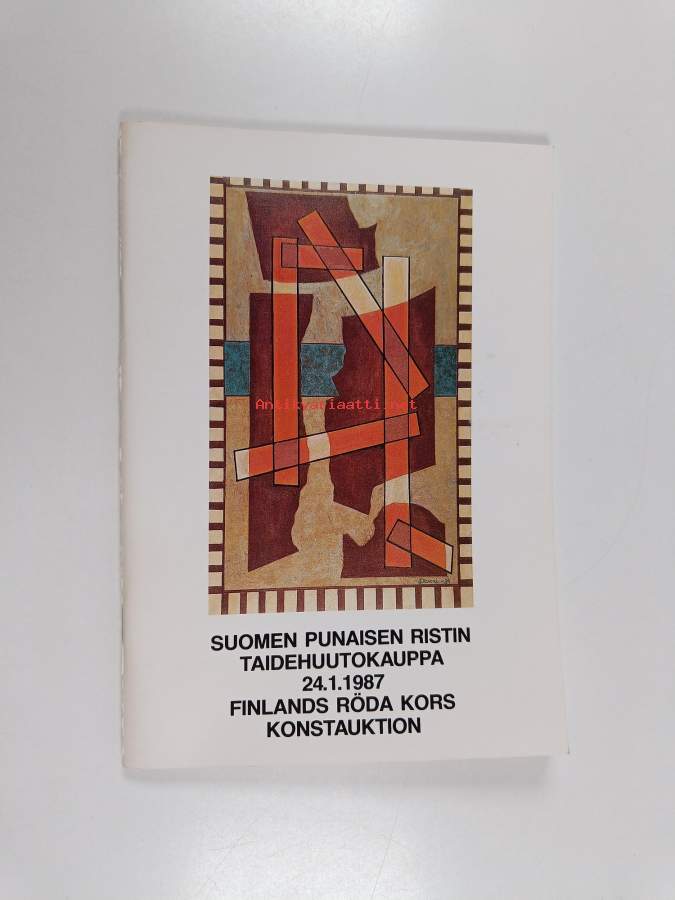 Antikvariaatti.net
SUOMEN PUNAISEN RISTIN
TAIDEHUUTOKAUPPA
24.1.1987
FINLANDS RÖDA KORS
KONSTAUKTION